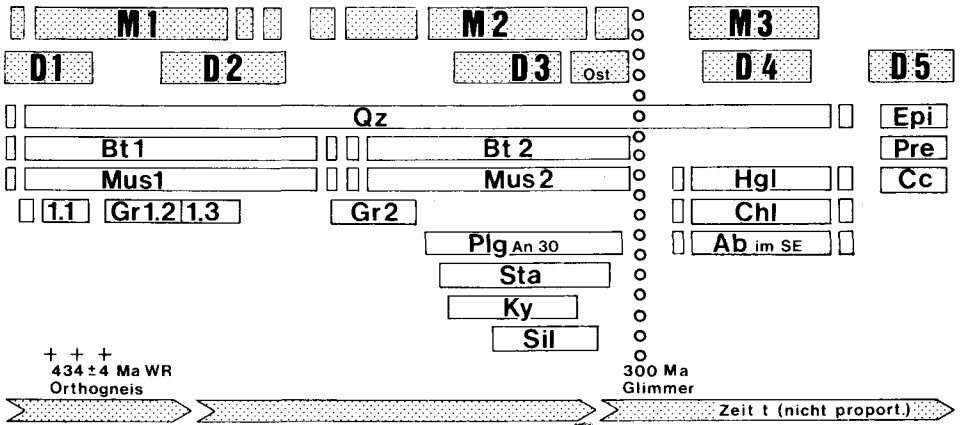 M1 M2 M3
D1 D2 D3 Ost D4 D5
Qz Epi
Bt1 Bt 2 Pre
Mus1 Mus2 Hgl Cc
1.1 Gr1.2 1.3 Gr2 Chl
Plg An 30 Ab im SE
Sta
Ky
Sil
+ + +
434 ± 4 Ma WR
Orthogneis
300 Ma
Glimmer
Zeit t (nicht proport.)